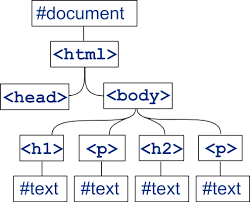 #document
<html>
<head> <body>
<h1> <p> <h2> <p>
#text #text #text #text